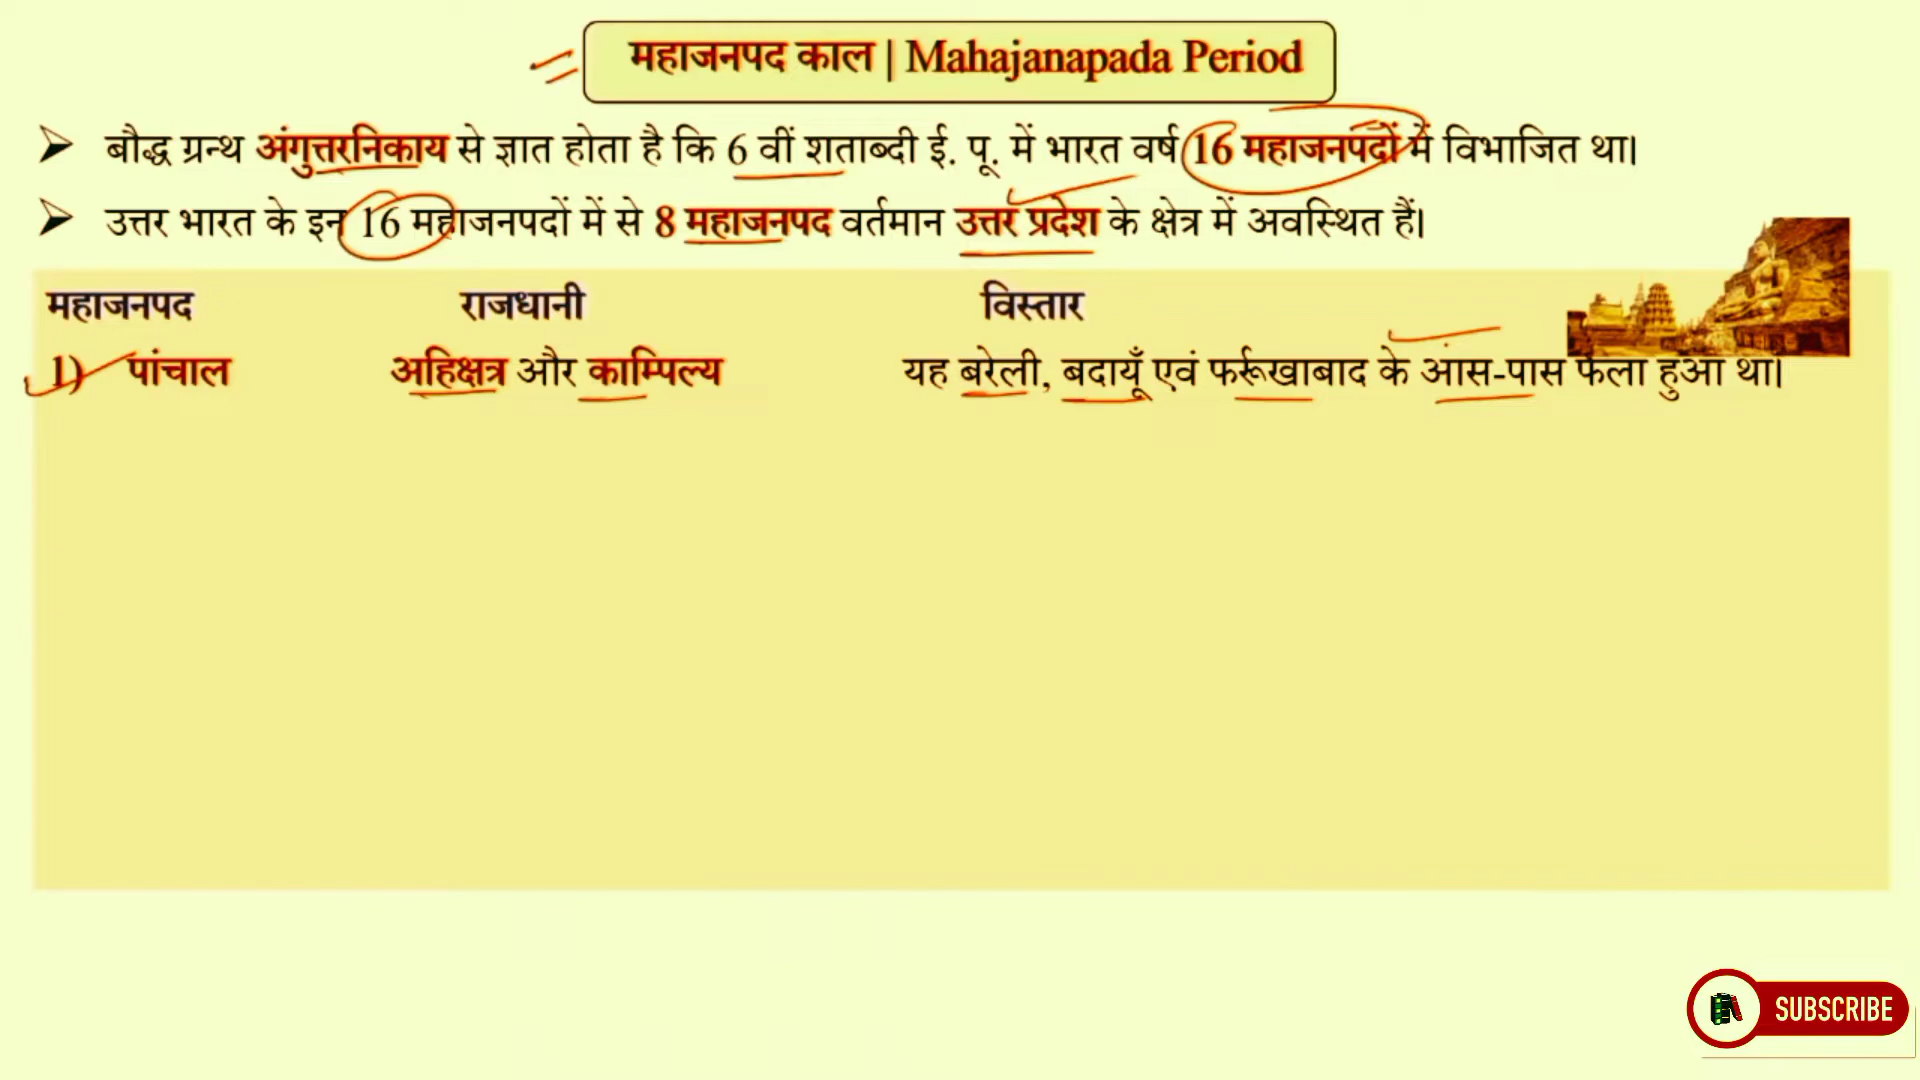 महाजनपद काल | Mahajanapada Period
➤ बौद्ध ग्रन्थ अंगुत्तरनिकाय से ज्ञात होता है कि 6 वीं शताब्दी ई. पू. में भारत वर्ष 16 महाजनपदों में विभाजित था।
➤ उत्तर भारत के इन 16 महाजनपदों में से 8 महाजनपद वर्तमान उत्तर प्रदेश के क्षेत्र में अवस्थित हैं।
महाजनपद राजधानी विस्तार
1) पांचाल अहिक्षत्र और काम्पिल्य यह बरेली, बदायूँ एवं फर्रूखाबाद के आस-पास फैला हुआ था।
SUBSCRIBE